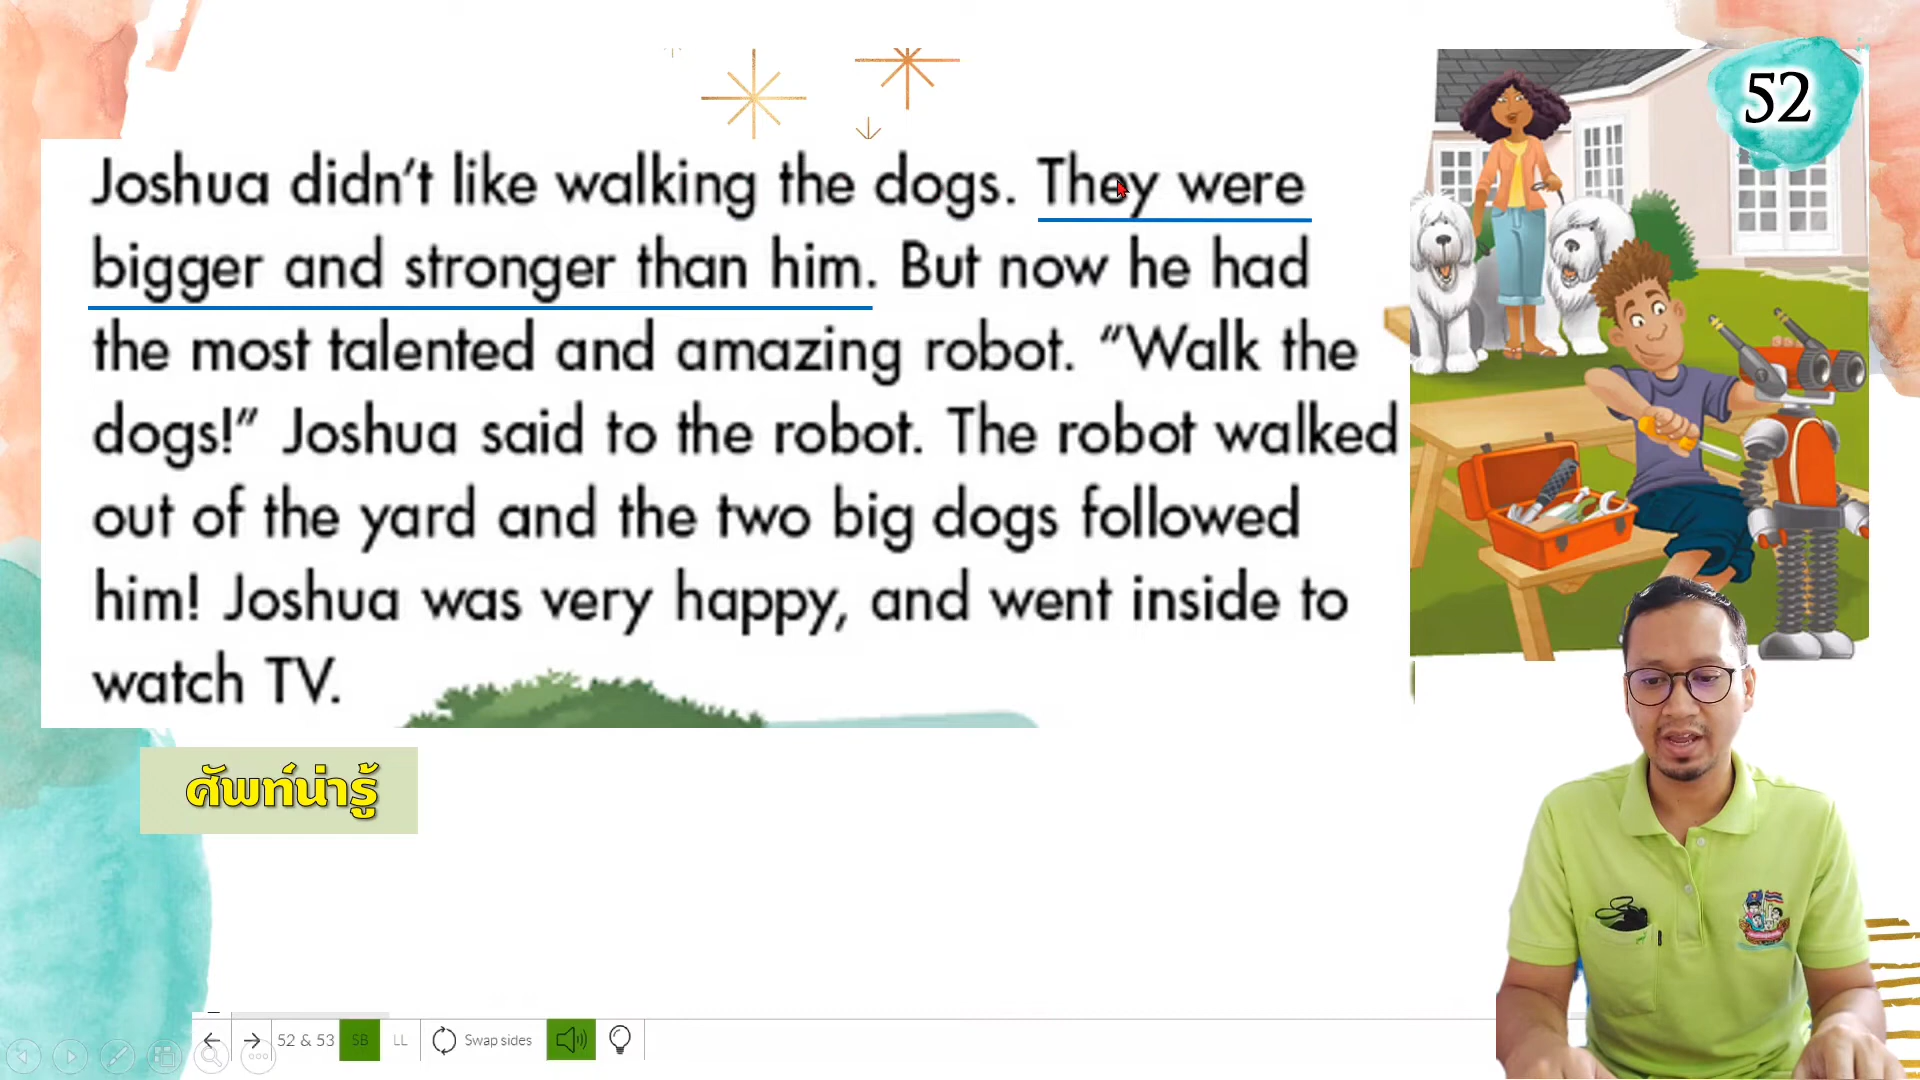 52
Joshua didn't like walking the dogs. They were
bigger and stronger than him. But now he had
the most talented and amazing robot. “Walk the
dogs!” Joshua said to the robot. The robot walked
out of the yard and the two big dogs followed
him! Joshua was very happy, and went inside to
watch TV.
ศัพท์น่ารู้
52 & 53 SB LL Swap sides